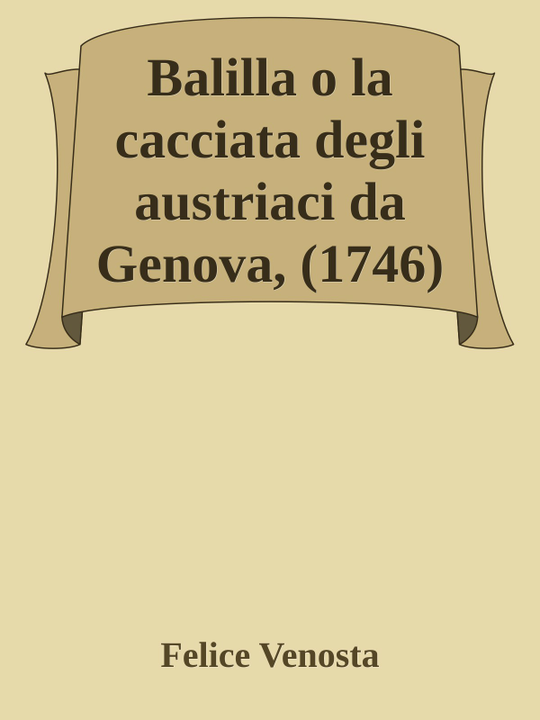 Balilla o la
cacciata degli
austriaci da
Genova, (1746)
Felice Venosta